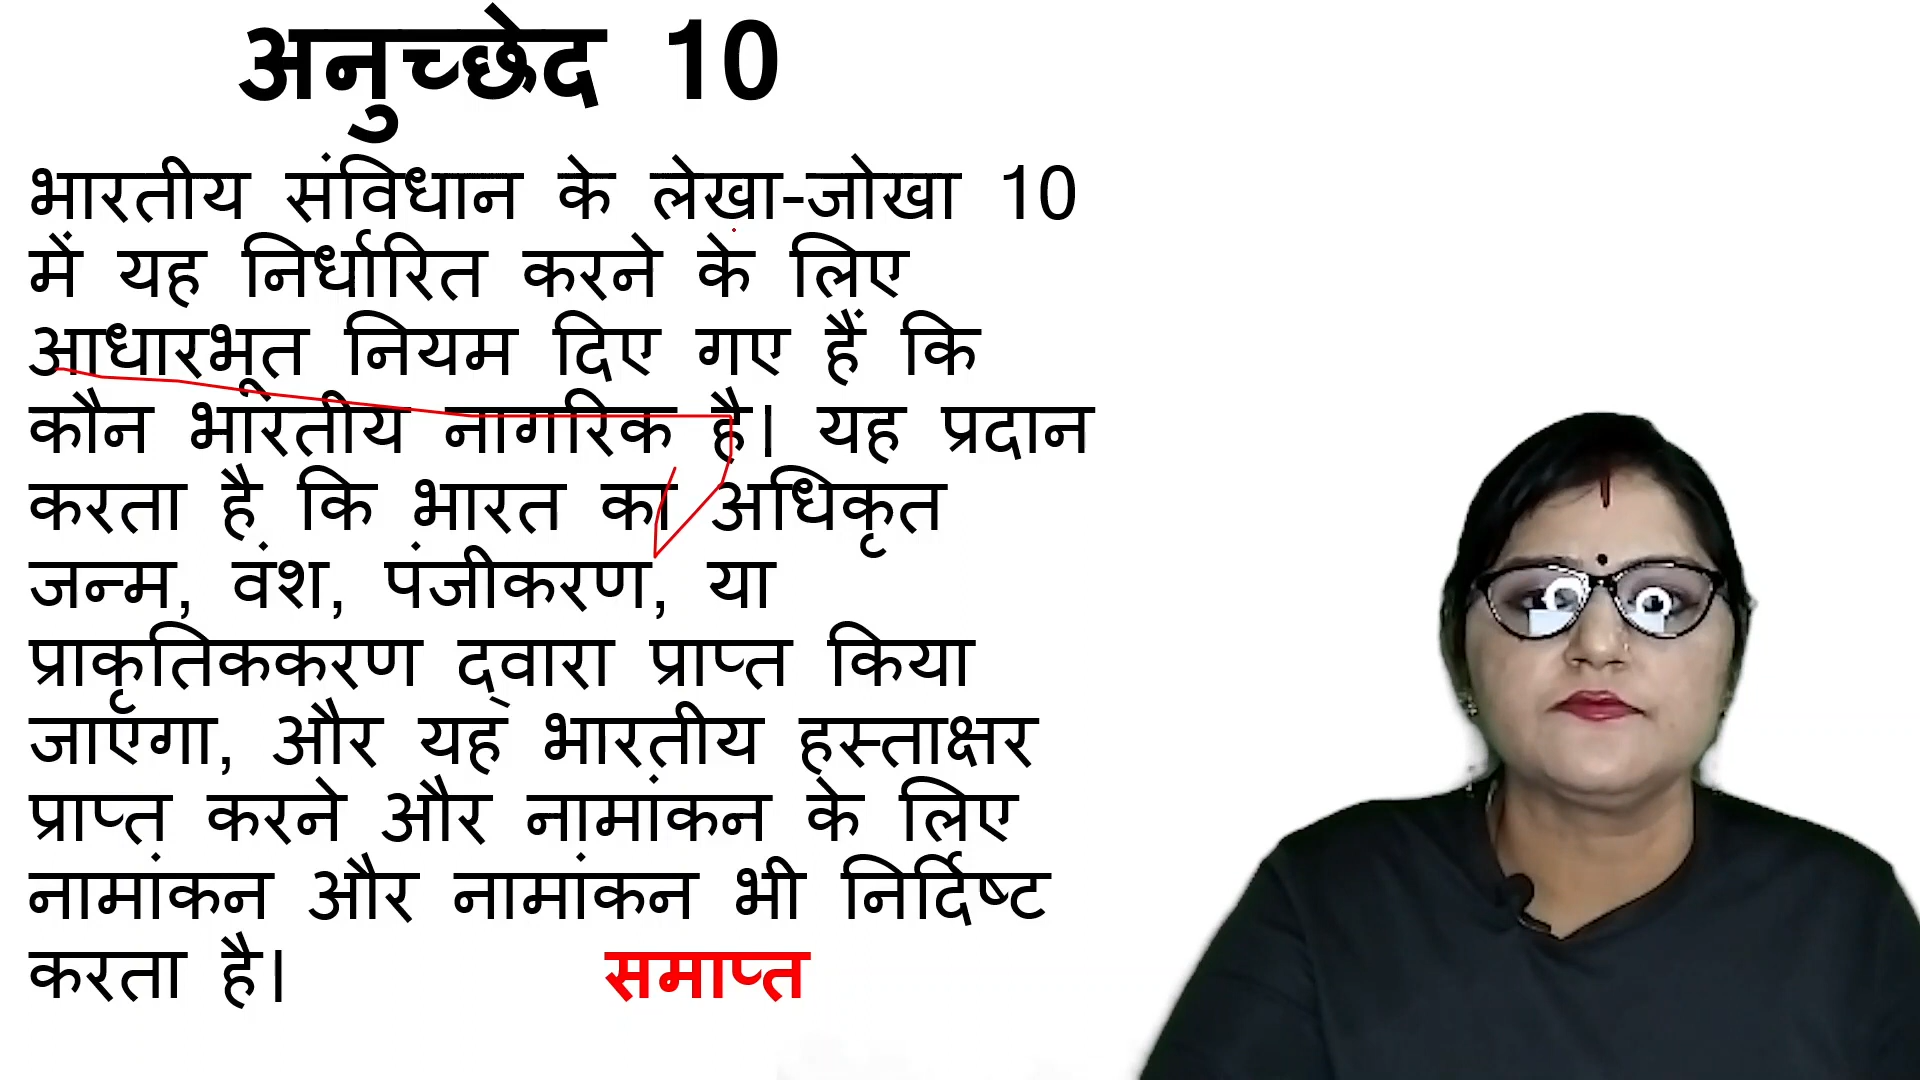 अनुच्छेद 10
भारतीय संविधान के लेखा-जोखा 10
में यह निर्धारित करने के लिए
आधारभूत नियम दिए गए हैं कि
कौन भारतीय नागरिक है। यह प्रदान
करता है कि भारत का अधिकृत
जन्म, वंश, पंजीकरण, या
प्राकृतिककरण द्वारा प्राप्त किया
जाएगा, और यह भारतीय हस्ताक्षर
प्राप्त करने और नामांकन के लिए
नामांकन और नामांकन भी निर्दिष्ट
करता है। समाप्त